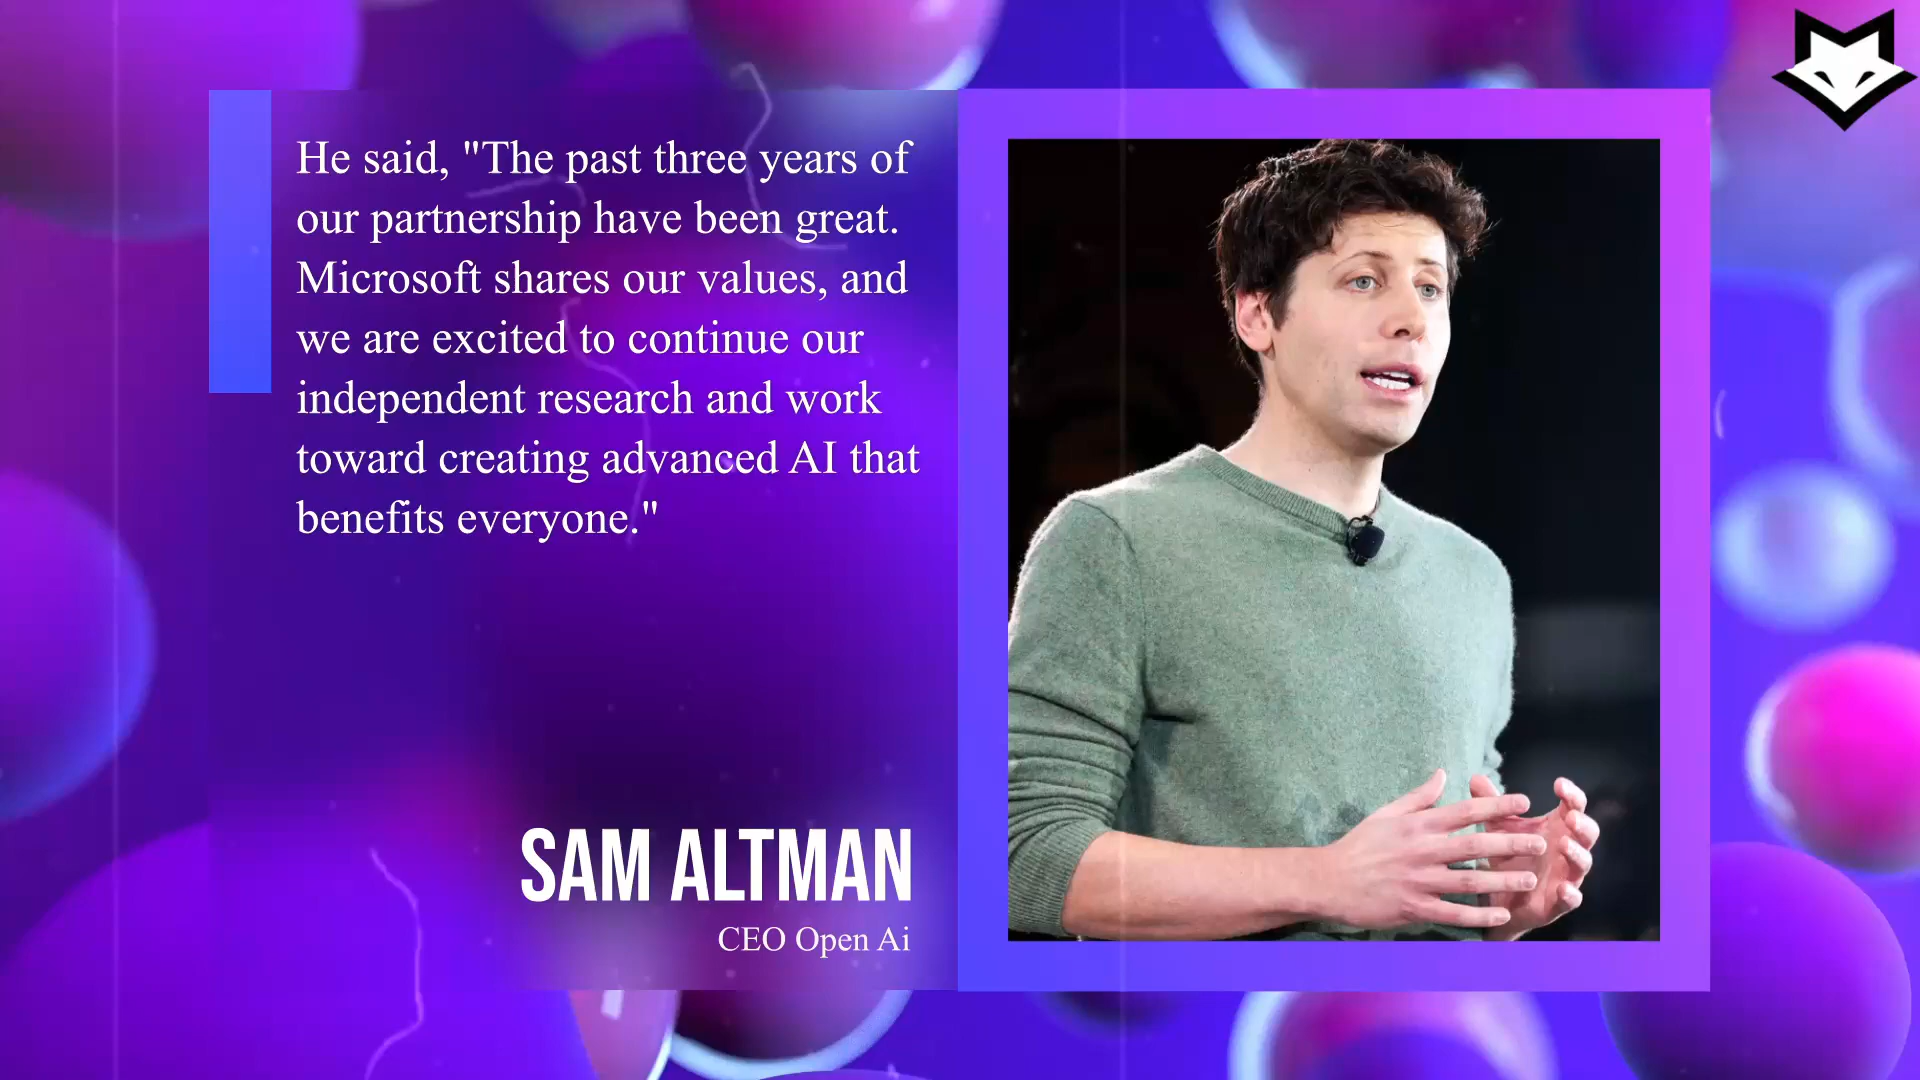 He said, "The past three years of
our partnership have been great.
Microsoft shares our values, and
we are excited to continue our
independent research and work
toward creating advanced AI that
benefits everyone."
SAM ALTMAN
CEO Open Ai